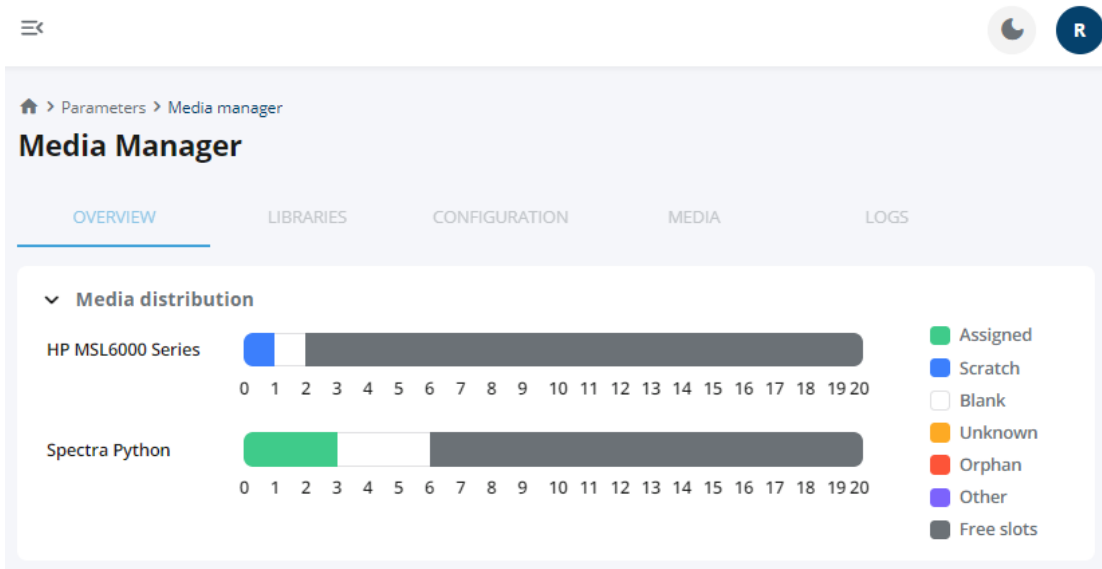 R
Parameters > Media manager
Media Manager
OVERVIEW LIBRARIES CONFIGURATION MEDIA LOGS
Media distribution
HP MSL6000 Series
0 1 2 3 4 5 6 7 8 9 10 11 12 13 14 15 16 17 18 19 20
Spectra Python
0 1 2 3 4 5 6 7 8 9 10 11 12 13 14 15 16 17 18 19 20
Assigned
Scratch
Blank
Unknown
Orphan
Other
Free slots